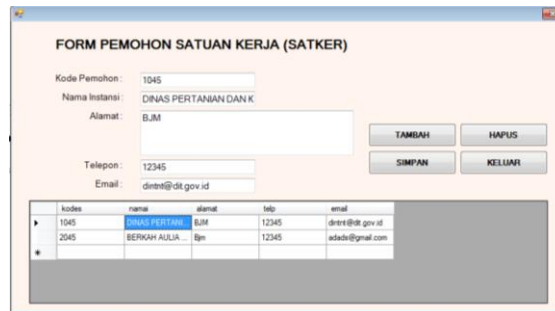 FORM PEMOHON SATUAN KERJA (SATKER)
Kode Pemohon : 1045
Nama Instansi : DINAS PERTANIAN DAN K
Alamat : BJM
TAMBAH HAPUS
SIMPAN KELUAR
Telepon : 12345
Email : dintnt@dit.gov.id
kodes namai alamat telp email
1045 DINAS PERTANI... BJM 12345 dintnt@dit.gov.id
2045 BERKAH AULIA ... Bjm 12345 adads@gmail.com